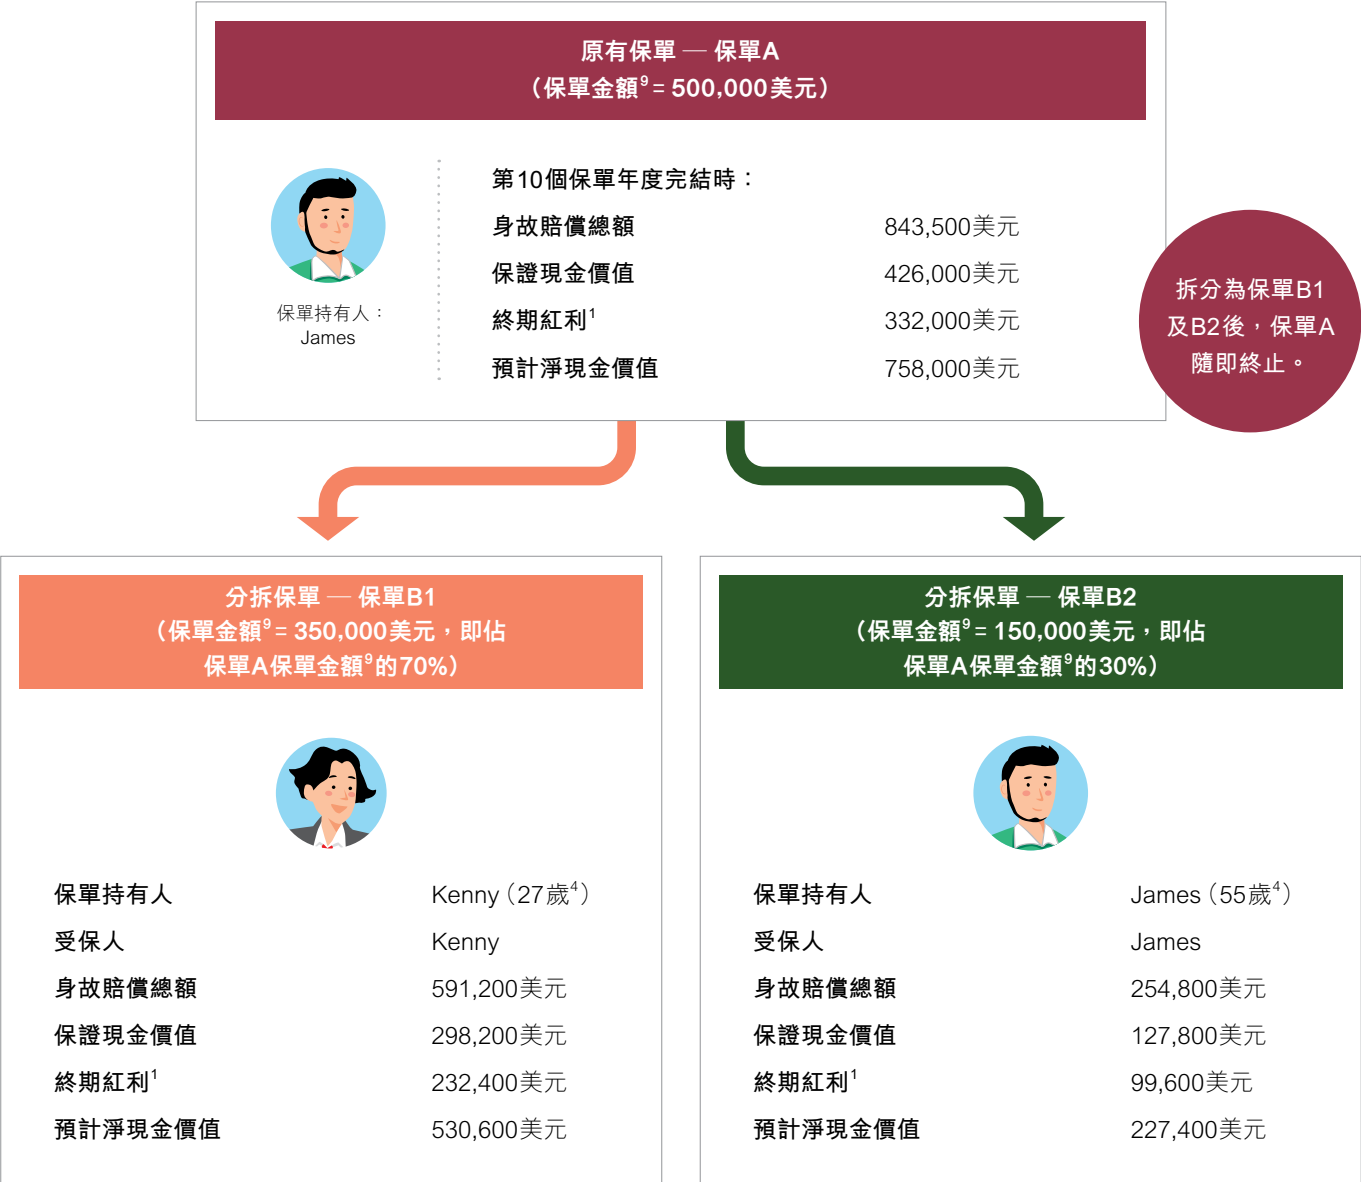 原有保單 — 保單A
（保單金額⁹ = 500,000美元）
第10個保單年度完結時：
身故賠償總額 843,500美元
保證現金價值 426,000美元
終期紅利¹ 332,000美元
預計淨現金價值 758,000美元
保單持有人：
James
拆分為保單B1
及B2後，保單A
隨即終止。
分拆保單 — 保單B1
（保單金額⁹ = 350,000美元，即佔
保單A保單金額⁹的70%）
保單持有人 Kenny（27歲⁴）
受保人 Kenny
身故賠償總額 591,200美元
保證現金價值 298,200美元
終期紅利¹ 232,400美元
預計淨現金價值 530,600美元
分拆保單 — 保單B2
（保單金額⁹ = 150,000美元，即佔
保單A保單金額⁹的30%）
保單持有人 James（55歲⁴）
受保人 James
身故賠償總額 254,800美元
保證現金價值 127,800美元
終期紅利¹ 99,600美元
預計淨現金價值 227,400美元